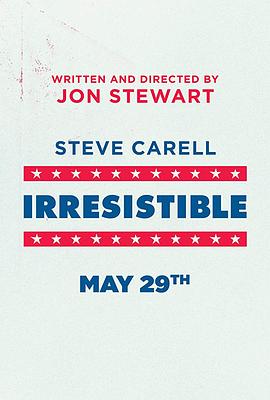 WRITTEN AND DIRECTED BY
JON STEWART
STEVE CARELL
IRRESISTIBLE
MAY 29TH